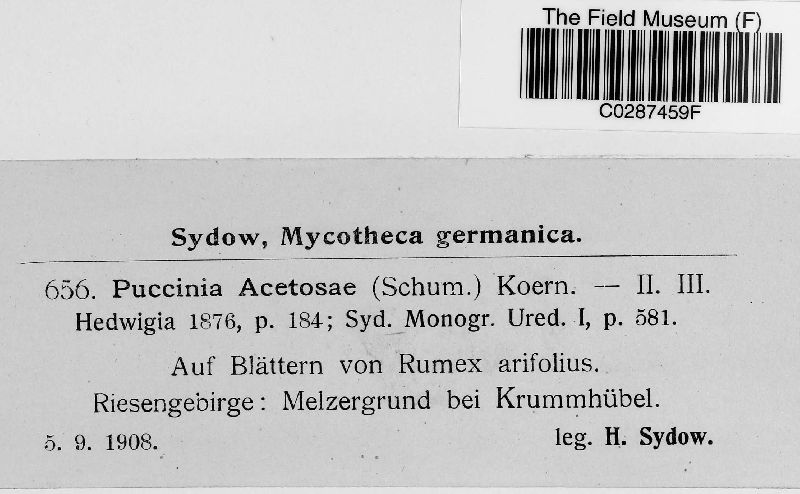 The Field Museum (F)
C0287459F
Sydow, Mycotheca germanica.
656. Puccinia Acetosae (Schum.) Koern. — II. III.
Hedwigia 1876, p. 184; Syd. Monogr. Ured. I, p. 581.
Auf Blättern von Rumex arifolius.
Riesengebirge: Melzergrund bei Krummhübel.
5. 9. 1908. leg. H. Sydow.